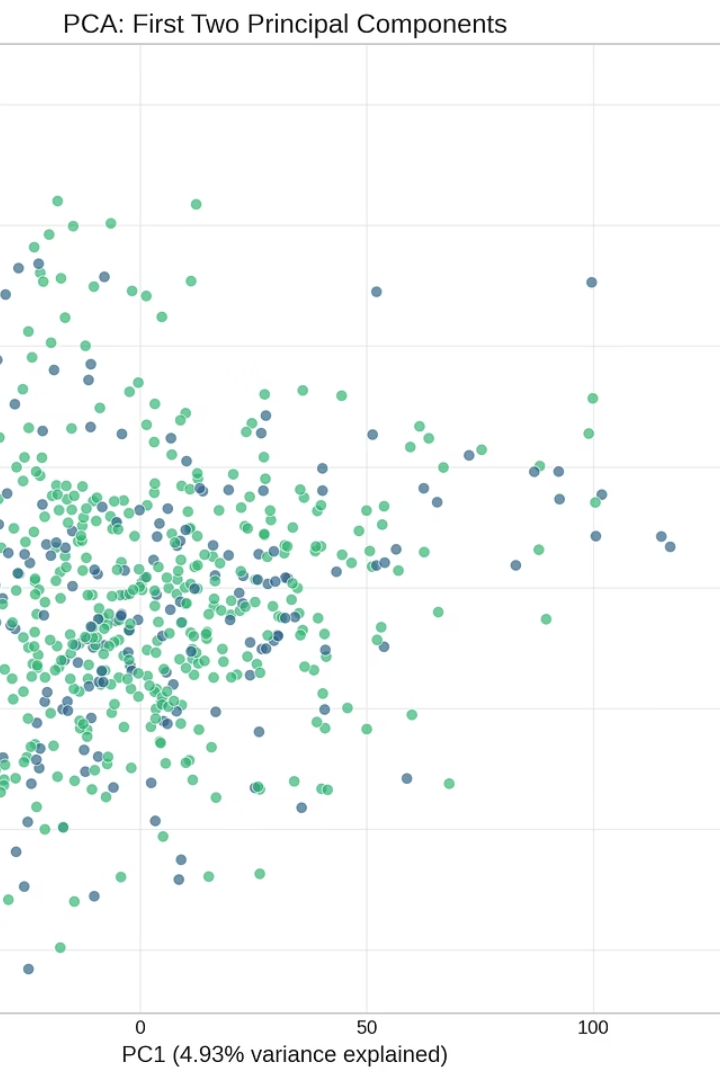 PCA: First Two Principal Components
0 50 100
PC1 (4.93% variance explained)